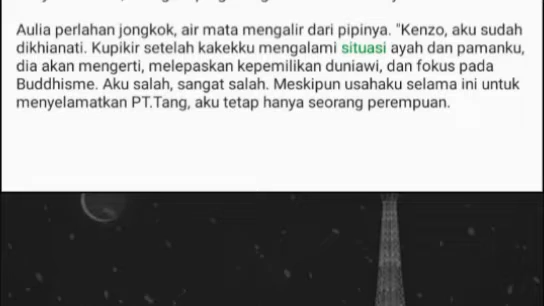 Aulia perlahan jongkok, air mata mengalir dari pipinya. "Kenzo, aku sudah
dikhianati. Kupikir setelah kakekku mengalami situasi ayah dan pamanku,
dia akan mengerti, melepaskan kepemilikan duniawi, dan fokus pada
Buddhisme. Aku salah, sangat salah. Meskipun usahaku selama ini untuk
menyelamatkan PT.Tang, aku tetap hanya seorang perempuan.